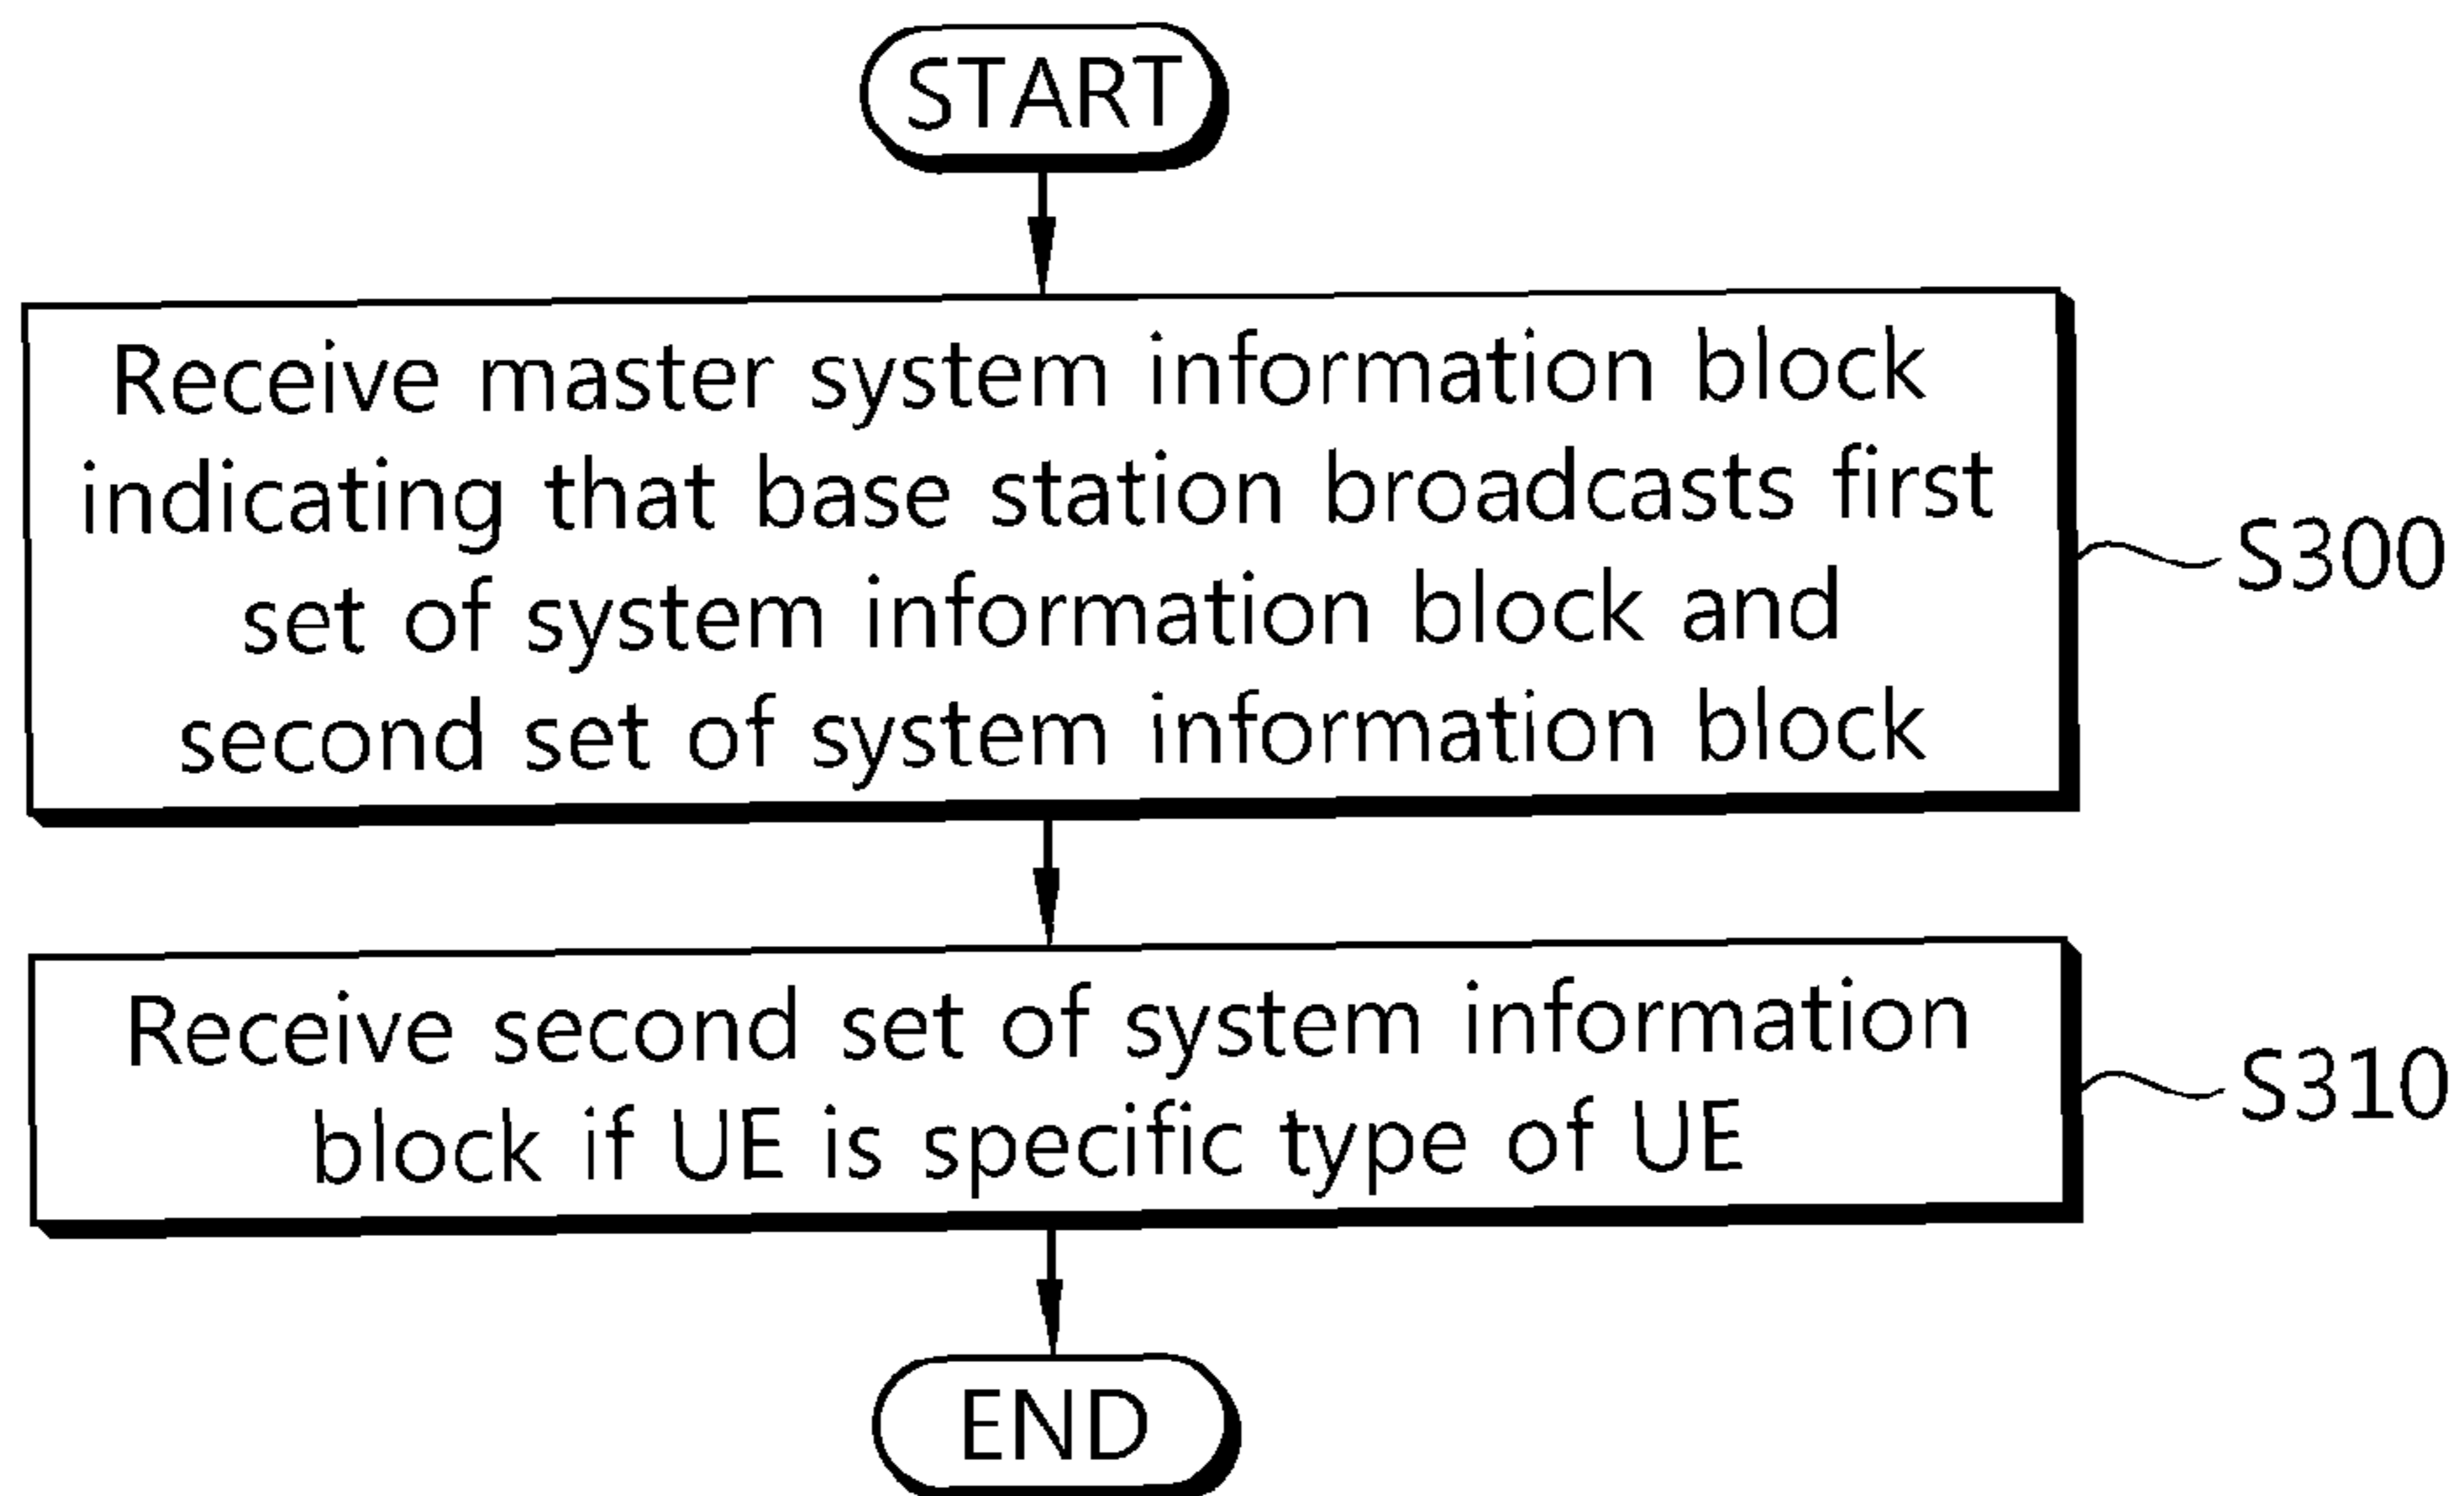 START
Receive master system information block
indicating that base station broadcasts first
set of system information block and
second set of system information block
S300
Receive second set of system information
block if UE is specific type of UE
S310
END